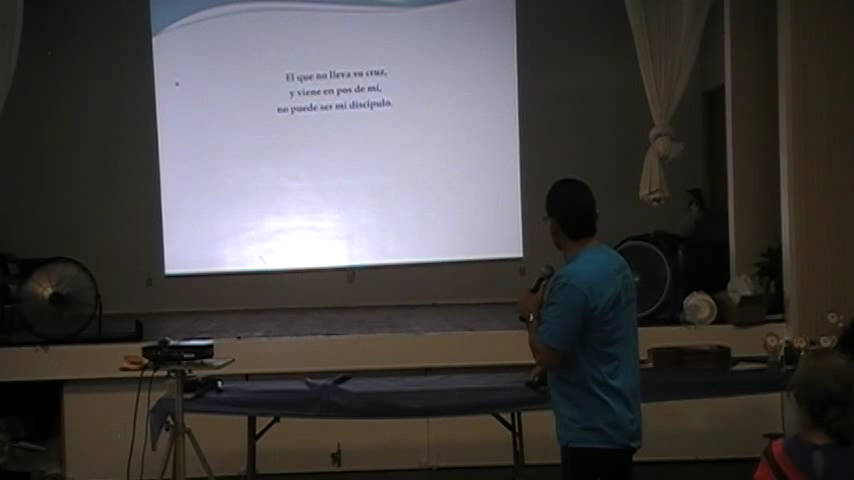 El que no lleva su cruz,
y viene en pos de mí,
no puede ser mi discípulo.